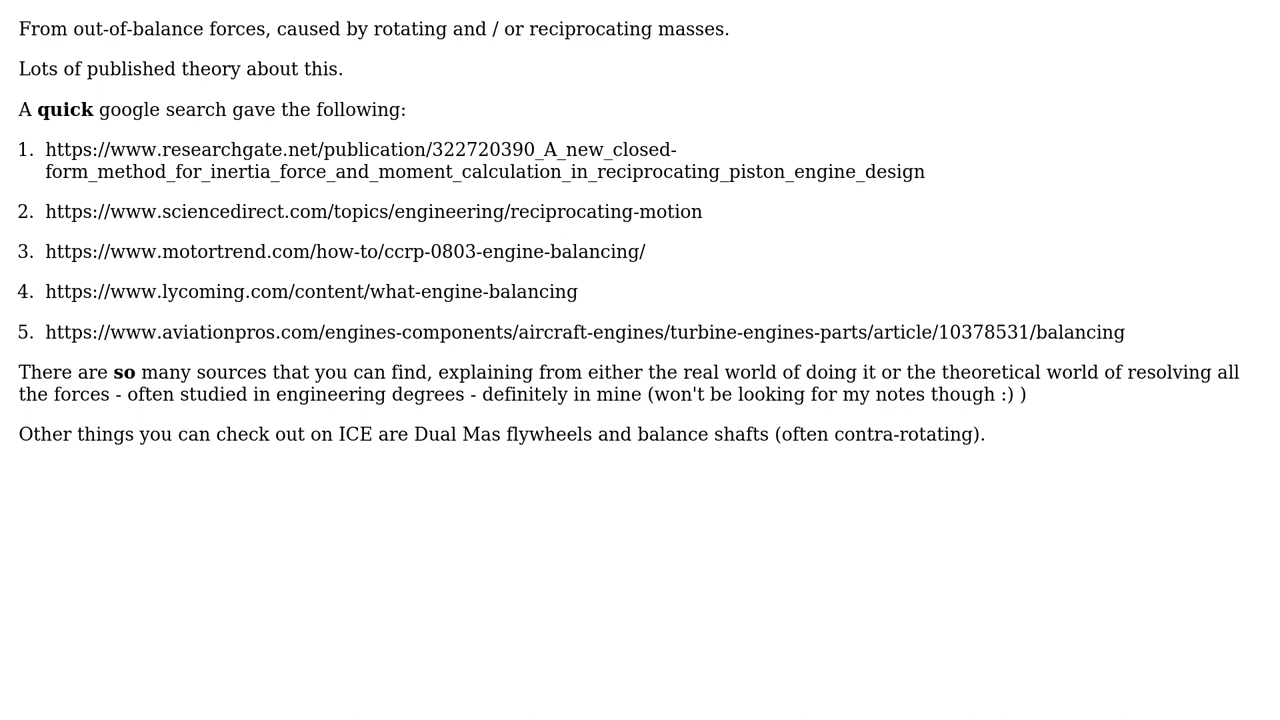 From out-of-balance forces, caused by rotating and / or reciprocating masses.
Lots of published theory about this.
A quick google search gave the following:
1. https://www.researchgate.net/publication/322720390_A_new_closed-
form_method_for_inertia_force_and_moment_calculation_in_reciprocating_piston_engine_design
2. https://www.sciencedirect.com/topics/engineering/reciprocating-motion
3. https://www.motortrend.com/how-to/ccrp-0803-engine-balancing/
4. https://www.lycoming.com/content/what-engine-balancing
5. https://www.aviationpros.com/engines-components/aircraft-engines/turbine-engines-parts/article/10378531/balancing
There are so many sources that you can find, explaining from either the real world of doing it or the theoretical world of resolving all
the forces - often studied in engineering degrees - definitely in mine (won't be looking for my notes though :) )
Other things you can check out on ICE are Dual Mas flywheels and balance shafts (often contra-rotating).